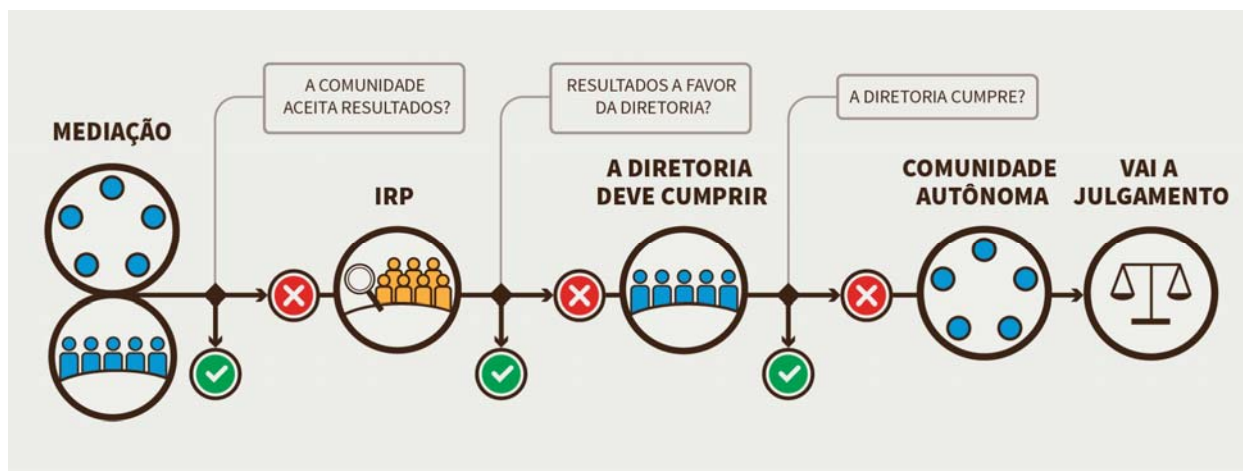 A COMUNIDADE
ACEITA RESULTADOS?
RESULTADOS A FAVOR
DA DIRETORIA?
A DIRETORIA CUMPRE?
MEDIAÇÃO
IRP
A DIRETORIA
DEVE CUMPRIR
COMUNIDADE
AUTÔNOMA
VAI A
JULGAMENTO